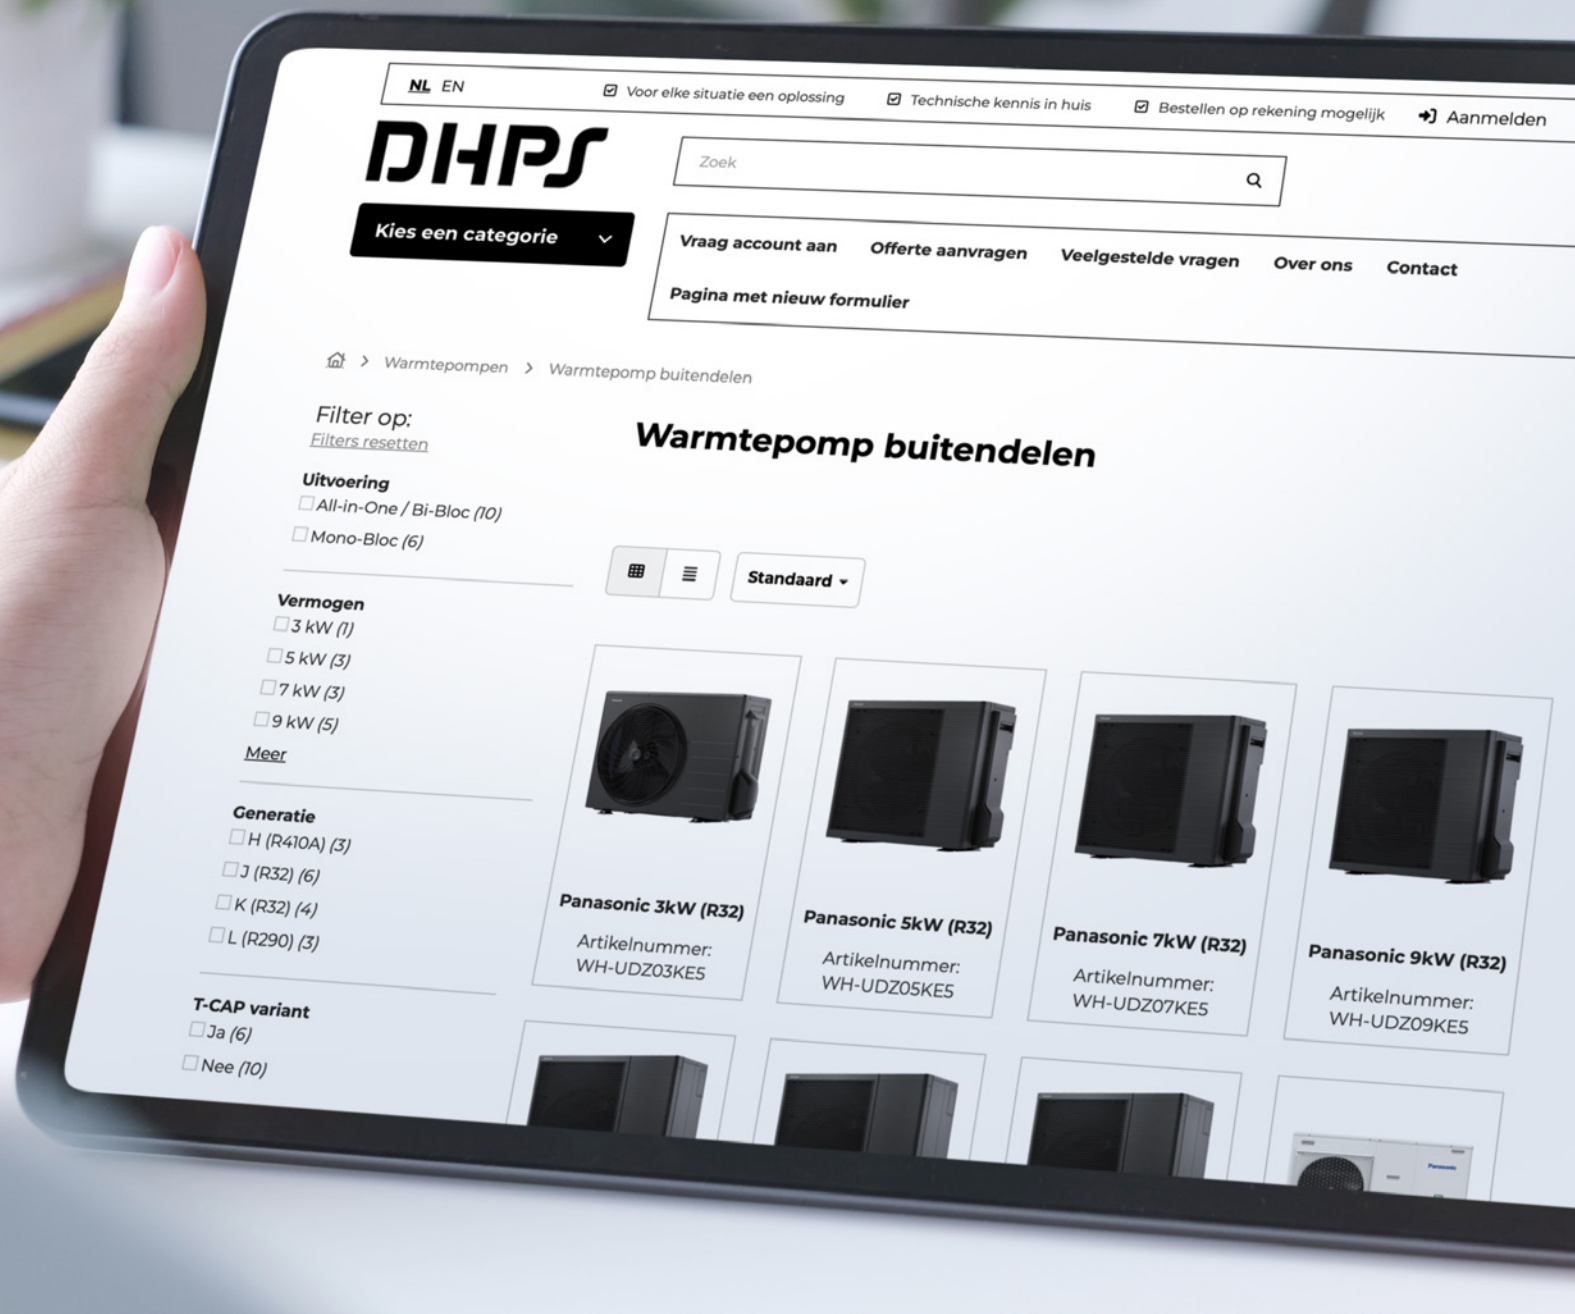 NL EN
Voor elke situatie een oplossing
Technische kennis in huis
Bestellen op rekening mogelijk
Aanmelden
DHPS
Zoek
Kies een categorie
Vraag account aan
Offerte aanvragen
Veelgestelde vragen
Over ons
Contact
Pagina met nieuw formulier
Warmtepompen
Warmtepomp buitendelen
Filter op:
Filters resetten
Uitvoering
All-in-One / Bi-Bloc (10)
Mono-Bloc (6)
Vermogen
3 kW (1)
5 kW (3)
7 kW (3)
9 kW (5)
Meer
Generatie
H (R410A) (3)
J (R32) (6)
K (R32) (4)
L (R290) (3)
T-CAP variant
Ja (6)
Nee (10)
Warmtepomp buitendelen
Standaard
Panasonic 3kW (R32)
Artikelnummer:
WH-UDZ03KE5
Panasonic 5kW (R32)
Artikelnummer:
WH-UDZ05KE5
Panasonic 7kW (R32)
Artikelnummer:
WH-UDZ07KE5
Panasonic 9kW (R32)
Artikelnummer:
WH-UDZ09KE5
Panasonic